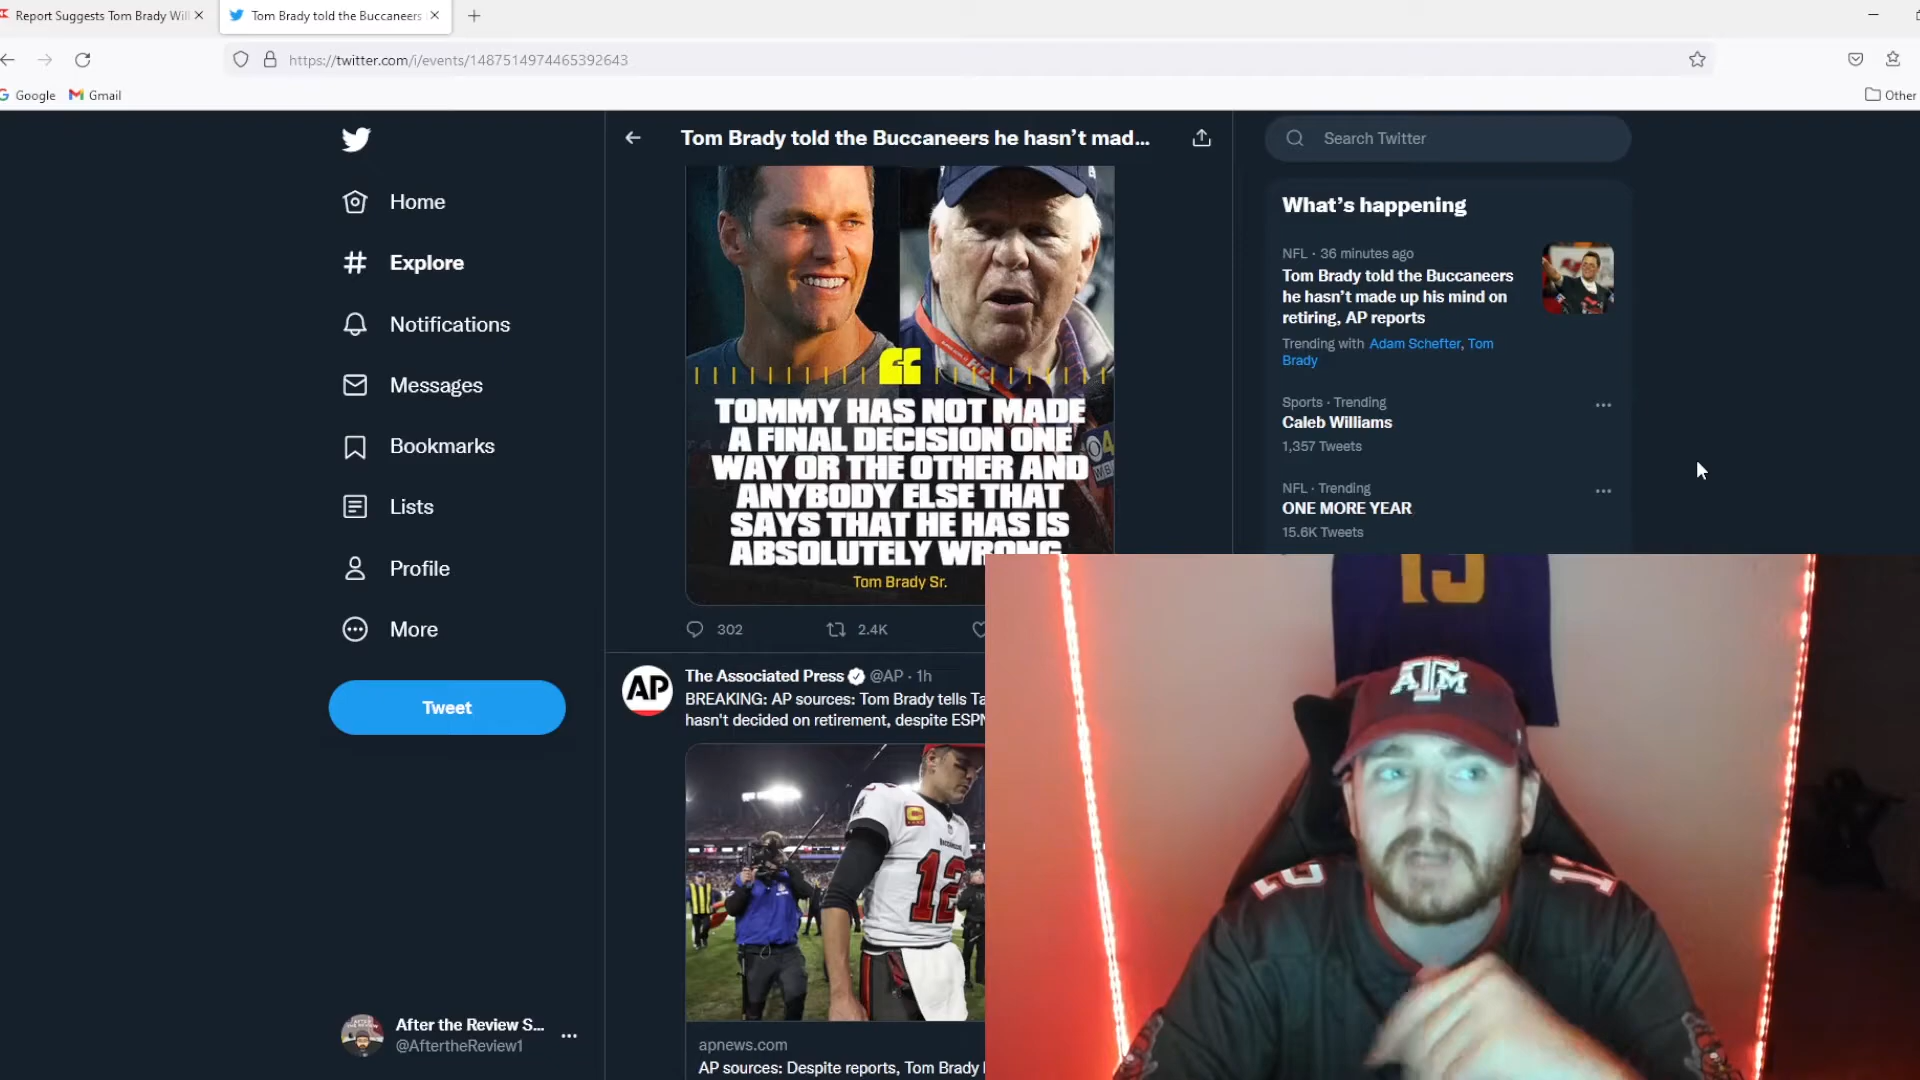 Report Suggests Tom Brady Will
Tom Brady told the Buccaneers
https://twitter.com/i/events/1487514974465392643
Google
Gmail
Other
Home
Explore
Notifications
Messages
Bookmarks
Lists
Profile
More
Tweet
After the Review S...
@AftertheReview1
Tom Brady told the Buccaneers he hasn't mad...
TOMMY HAS NOT MADE
A FINAL DECISION ONE
WAY OR THE OTHER AND
ANYBODY ELSE THAT
SAYS THAT HE HAS IS
ABSOLUTELY WRONG
Tom Brady Sr.
302
2.4K
AP
The Associated Press @AP · 1h
BREAKING: AP sources: Tom Brady tells Ta
hasn't decided on retirement, despite ESPN
BUCCANEERS
C
12
apnews.com
AP sources: Despite reports, Tom Brady
Search Twitter
What's happening
NFL · 36 minutes ago
Tom Brady told the Buccaneers
he hasn't made up his mind on
retiring, AP reports
Trending with Adam Schefter, Tom
Brady
Sports · Trending
Caleb Williams
1,357 Tweets
NFL · Trending
ONE MORE YEAR
15.6K Tweets
13
ATM
2
12